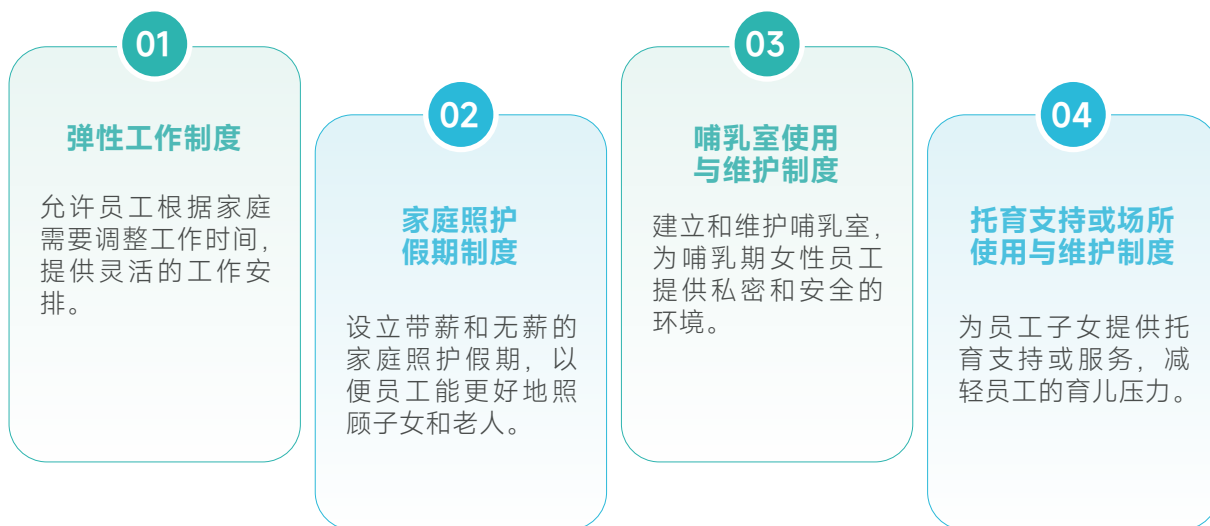 01
弹性工作制度
允许员工根据家庭
需要调整工作时间，
提供灵活的工作安
排。
02
家庭照护
假期制度
设立带薪和无薪的
家庭照护假期，以
便员工能更好地照
顾子女和老人。
03
哺乳室使用
与维护制度
建立和维护哺乳室，
为哺乳期女性员工
提供私密和安全的
环境。
04
托育支持或场所
使用与维护制度
为员工子女提供托
育支持或服务，减
轻员工的育儿压力。